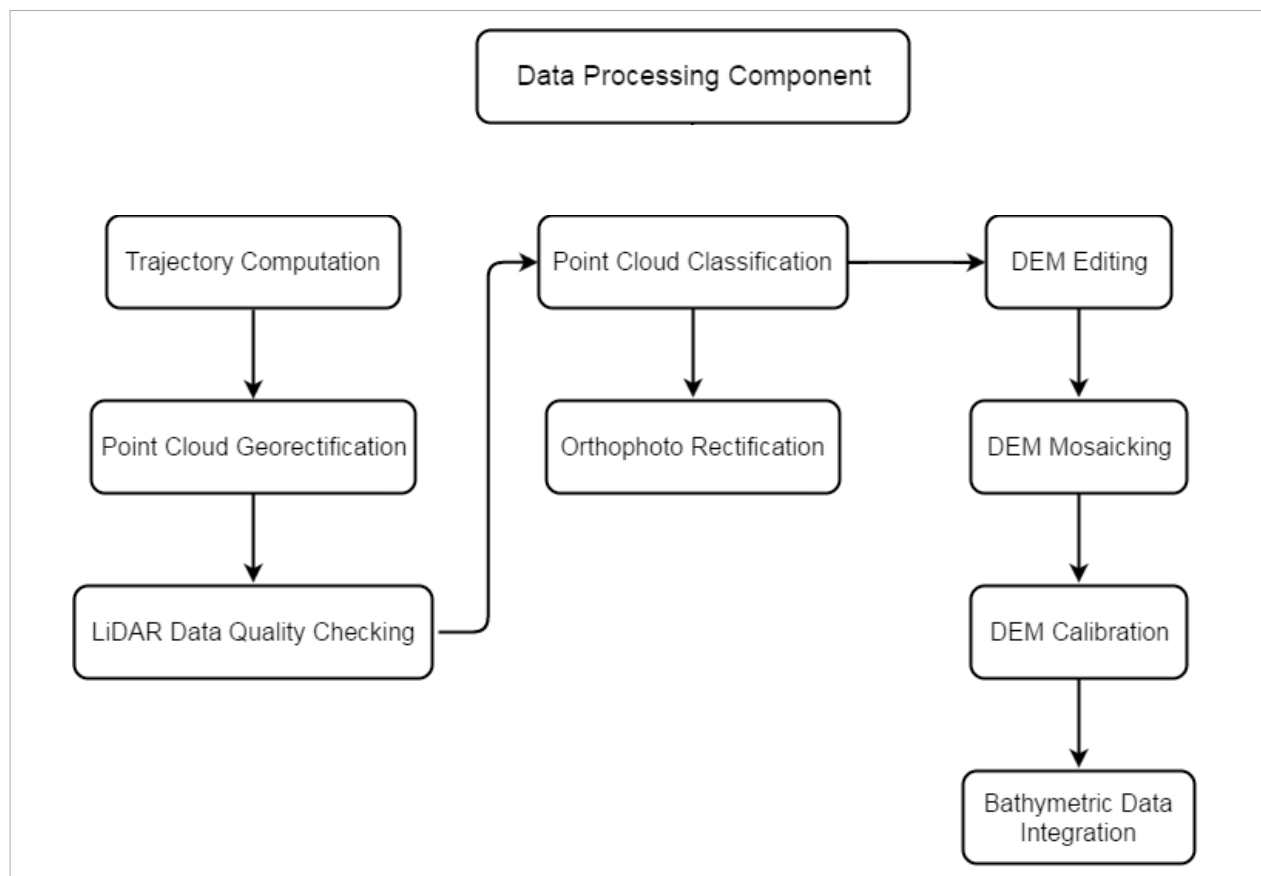 Data Processing Component
Trajectory Computation
Point Cloud Georectification
LiDAR Data Quality Checking
Point Cloud Classification
Orthophoto Rectification
DEM Editing
DEM Mosaicking
DEM Calibration
Bathymetric Data
Integration